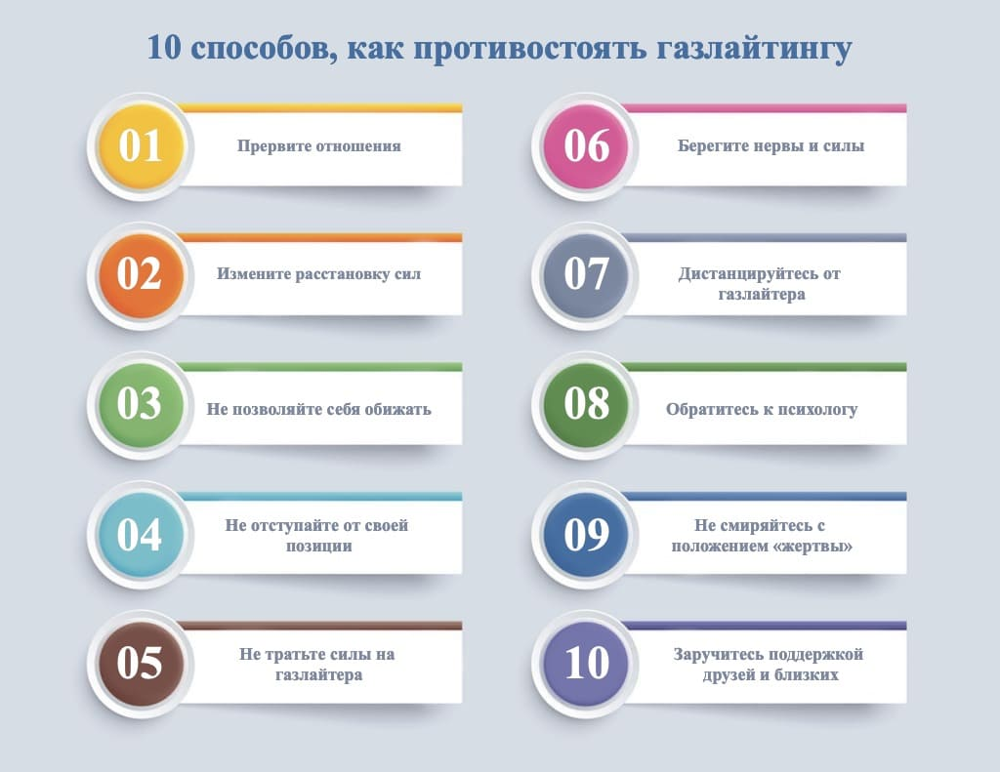 10 способов, как противостоять газлайтингу
01
Прервите отношения
02
Измените расстановку сил
03
Не позволяйте себя обижать
04
Не отступайте от своей
позиции
05
Не тратьте силы на
газлайтера
06
Берегите нервы и силы
07
Дистанцируйтесь от
газлайтера
08
Обратитесь к психологу
09
Не смиряйтесь с
положением «жертвы»
10
Заручитесь поддержкой
друзей и близких